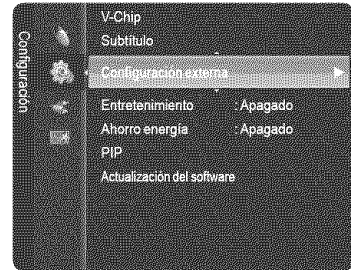 Configuración
V-Chip
Subtítulo
Configuración externa
Entretenimiento : Apagado
Ahorro energía : Apagado
PIP
Actualización del software